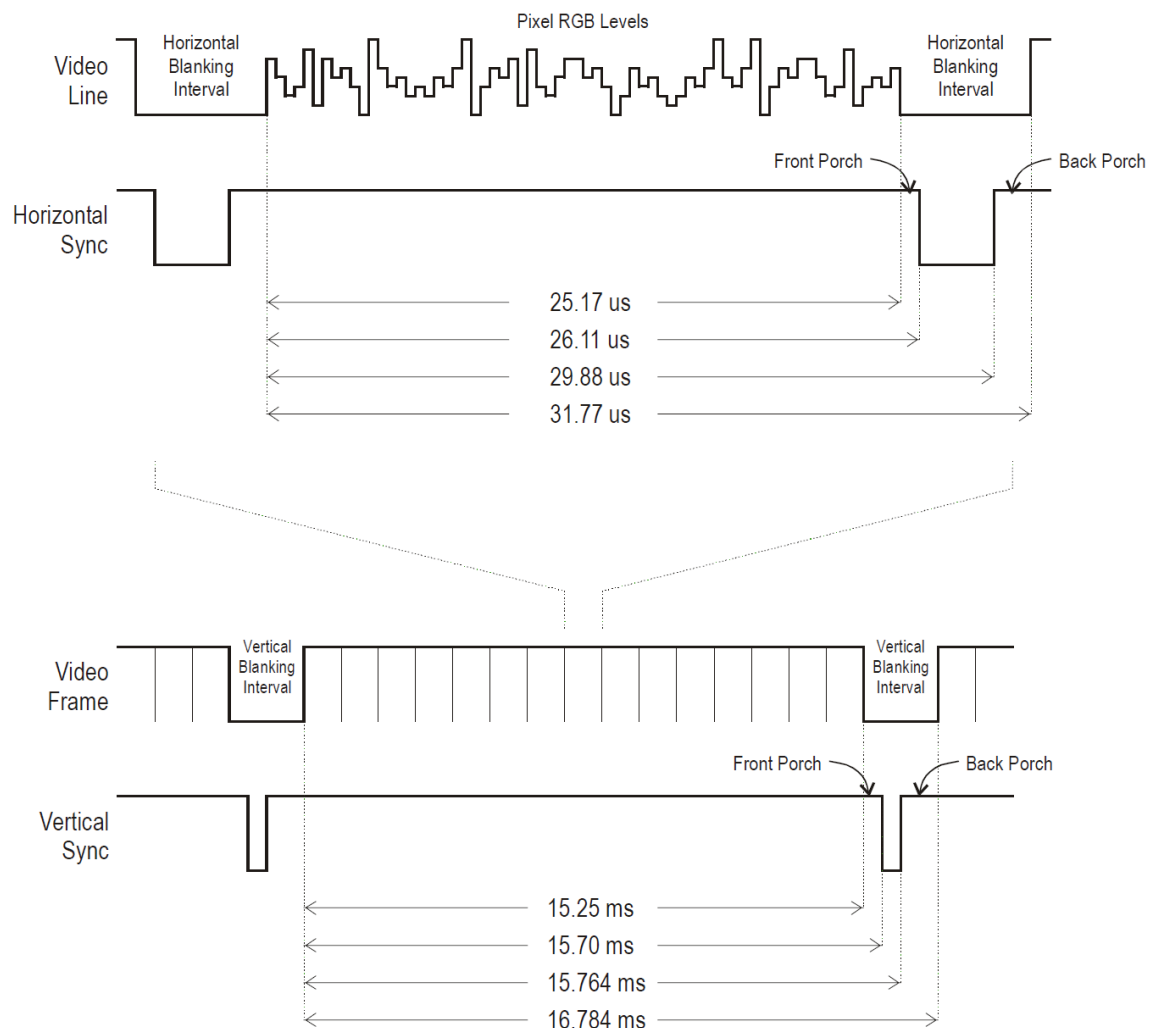 Pixel RGB Levels
Video
Line
Horizontal
Blanking
Interval
Horizontal
Blanking
Interval
Front Porch
Back Porch
Horizontal
Sync
25.17 us
26.11 us
29.88 us
31.77 us
Video
Frame
Vertical
Blanking
Interval
Vertical
Blanking
Interval
Front Porch
Back Porch
Vertical
Sync
15.25 ms
15.70 ms
15.764 ms
16.784 ms